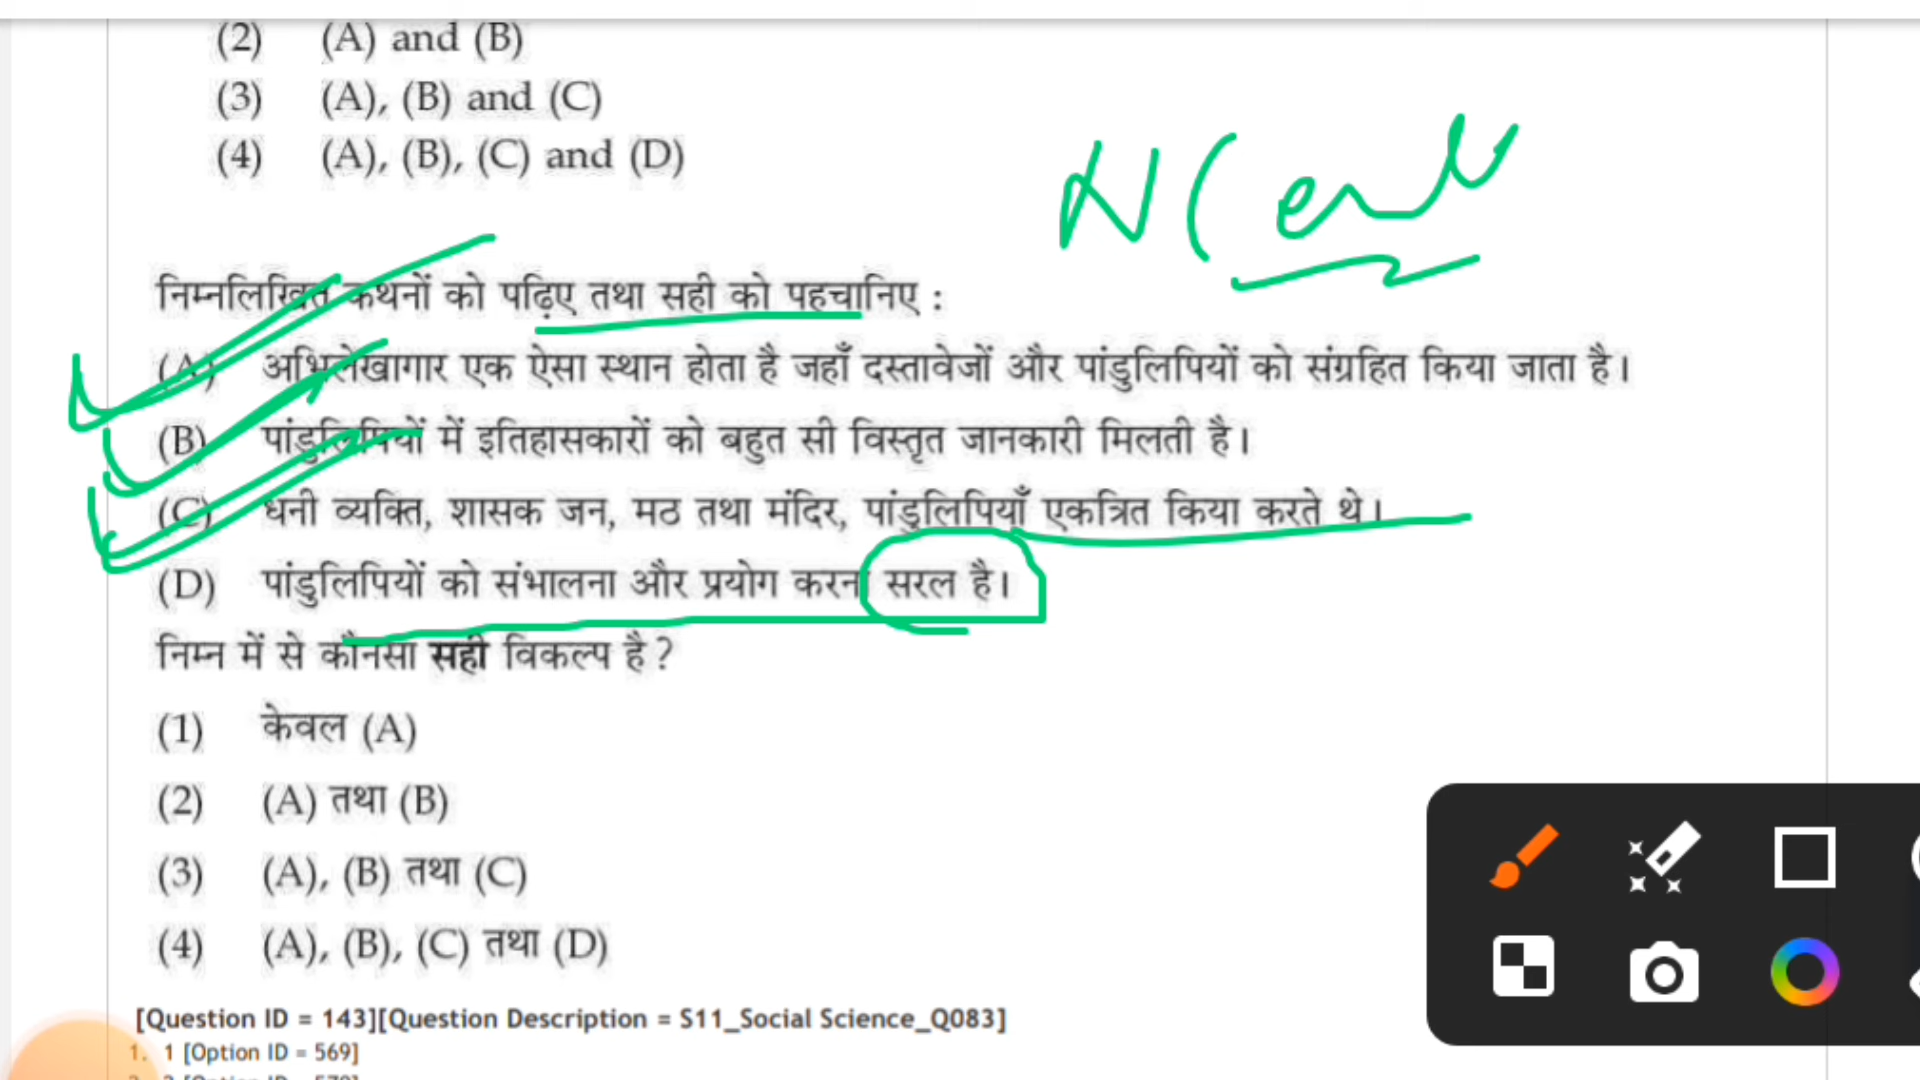 (2) (A) and (B)
(3) (A), (B) and (C)
(4) (A), (B), (C) and (D)
निम्नलिखित कथनों को पढ़िए तथा सही को पहचानिए :
(A) अभिलेखागार एक ऐसा स्थान होता है जहाँ दस्तावेजों और पांडुलिपियों को संग्रहित किया जाता है।
(B) पांडुलिपियों में इतिहासकारों को बहुत सी विस्तृत जानकारी मिलती है।
(C) धनी व्यक्ति, शासक जन, मठ तथा मंदिर, पांडुलिपियाँ एकत्रित किया करते थे।
(D) पांडुलिपियों को संभालना और प्रयोग करना सरल है।
निम्न में से कौनसा सही विकल्प है?
(1) केवल (A)
(2) (A) तथा (B)
(3) (A), (B) तथा (C)
(4) (A), (B), (C) तथा (D)
[Question ID = 143][Question Description = S11_Social Science_Q083]
1. 1 [Option ID = 569]